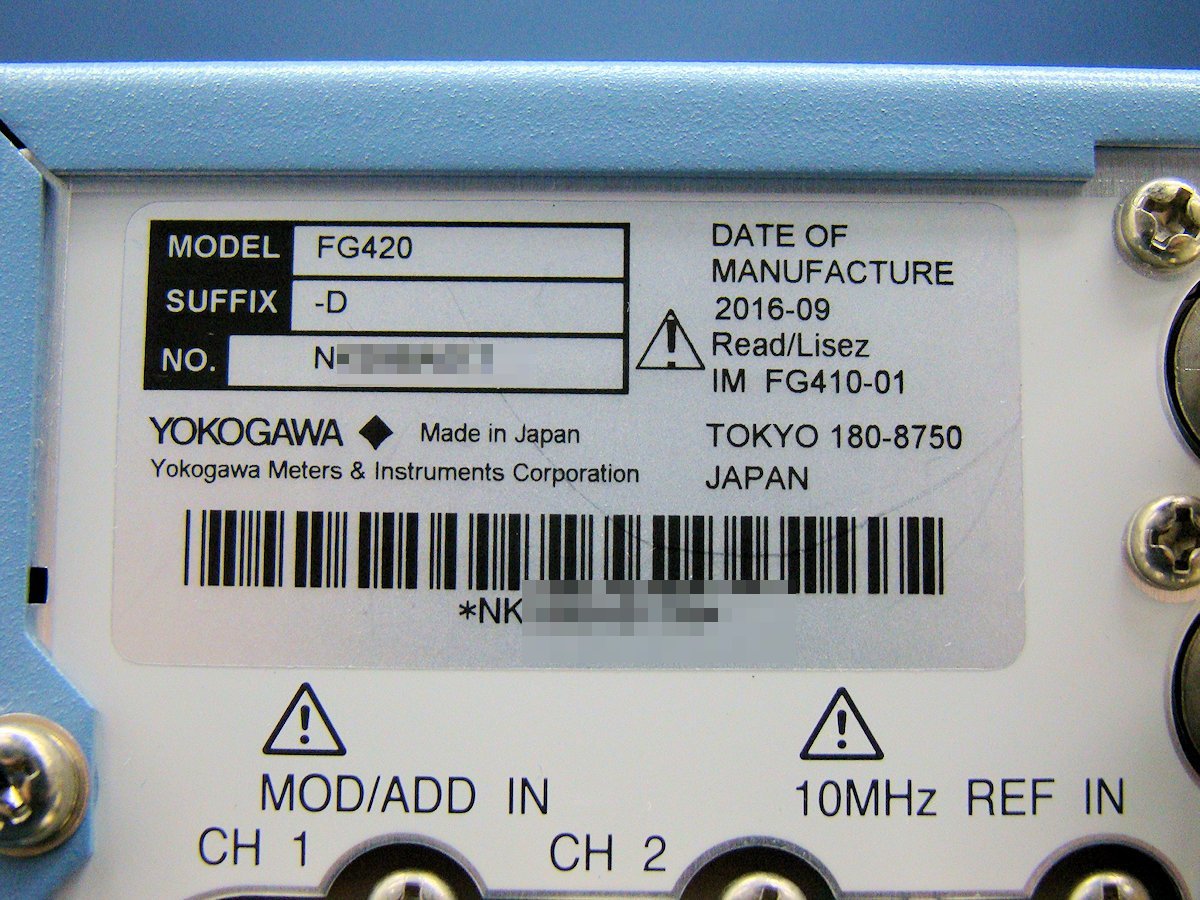 MODEL FG420
SUFFIX -D
NO.
DATE OF
MANUFACTURE
2016-09
Read/Lisez
IM FG410-01
YOKOGAWA ◆ Made in Japan
Yokogawa Meters & Instruments Corporation
TOKYO 180-8750
JAPAN
MOD/ADD IN
10MHz REF IN
CH 1
CH 2